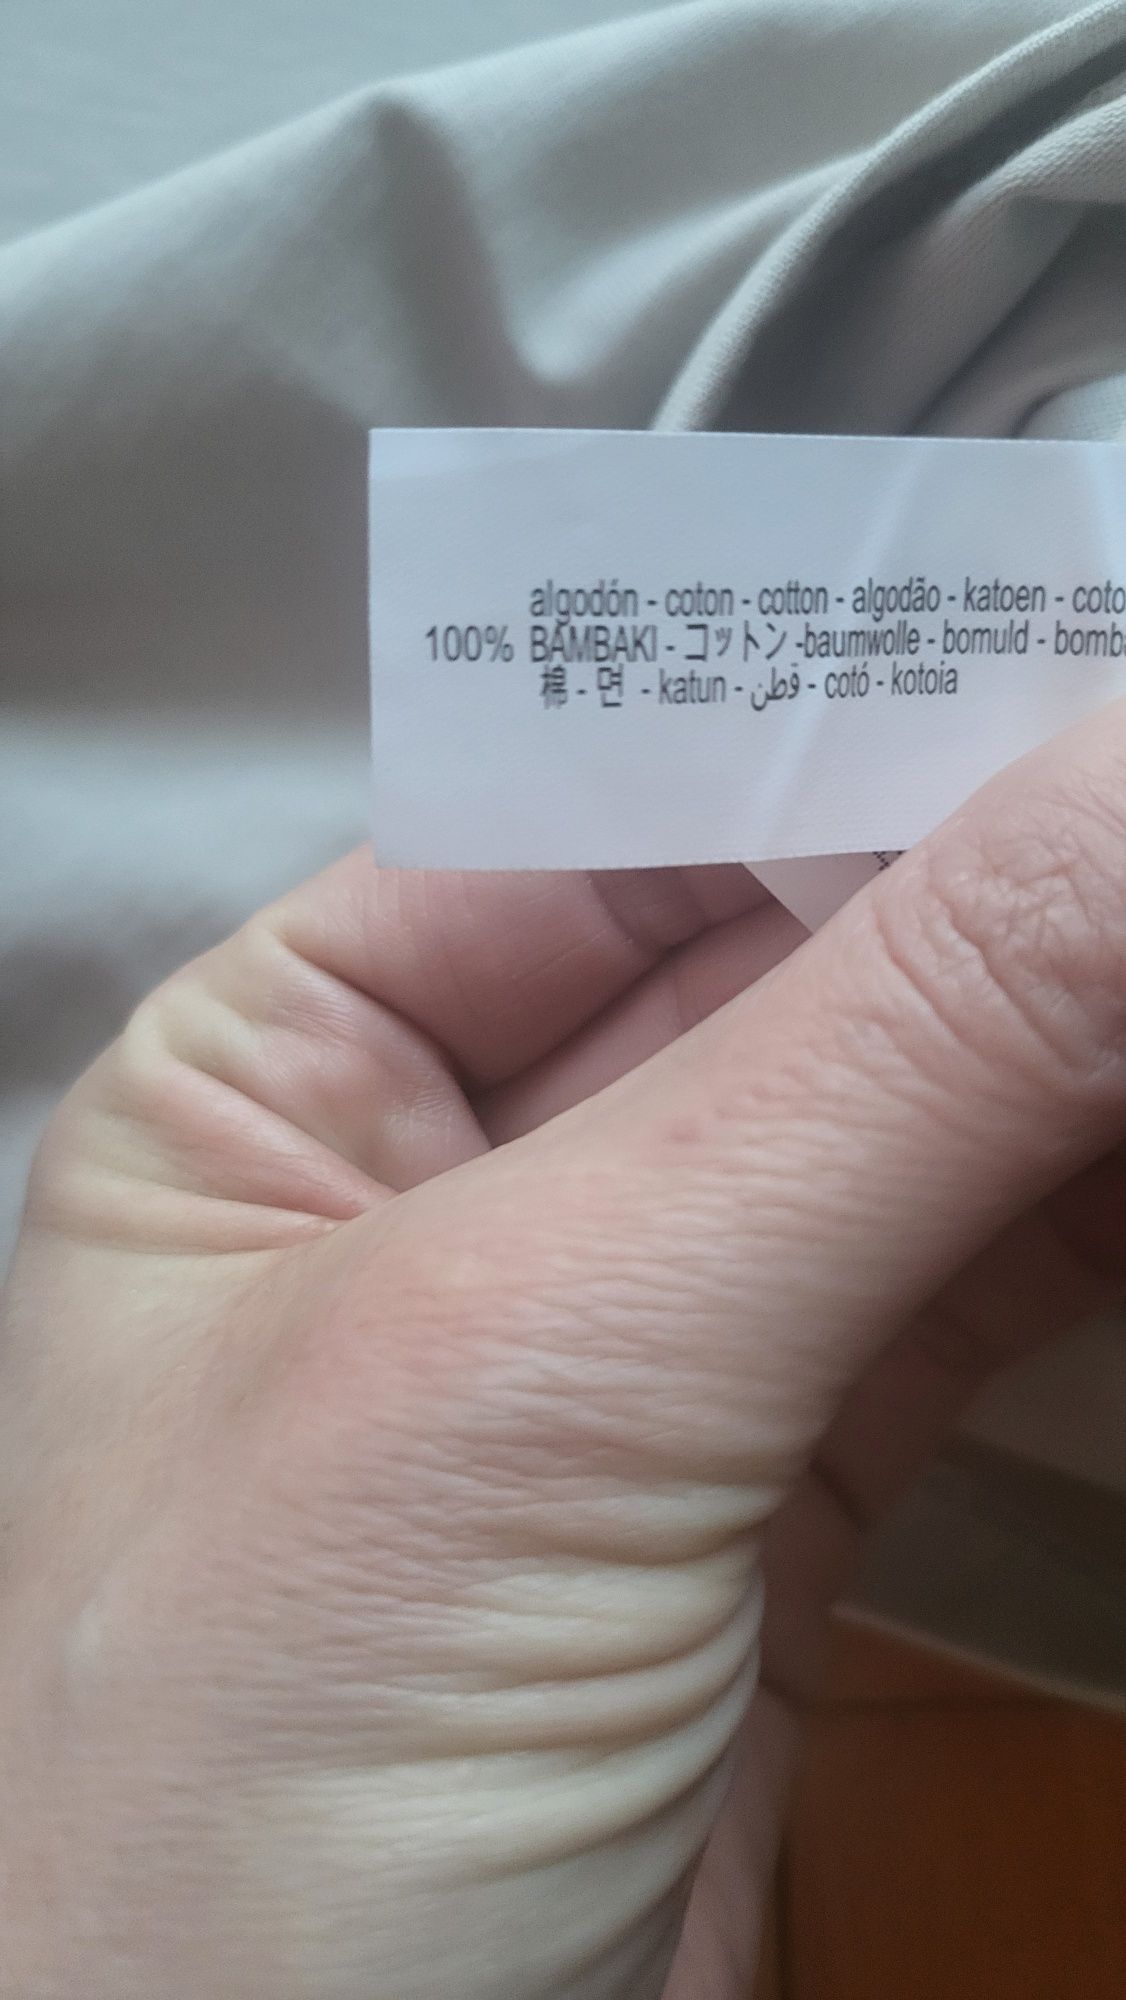 algodón - coton - cotton - algodão - katoen - coto
100% BAMBAKI - コットン -baumwolle - bomuld - bomba
棉 - 면 - katun - قطن - cotó - kotoia